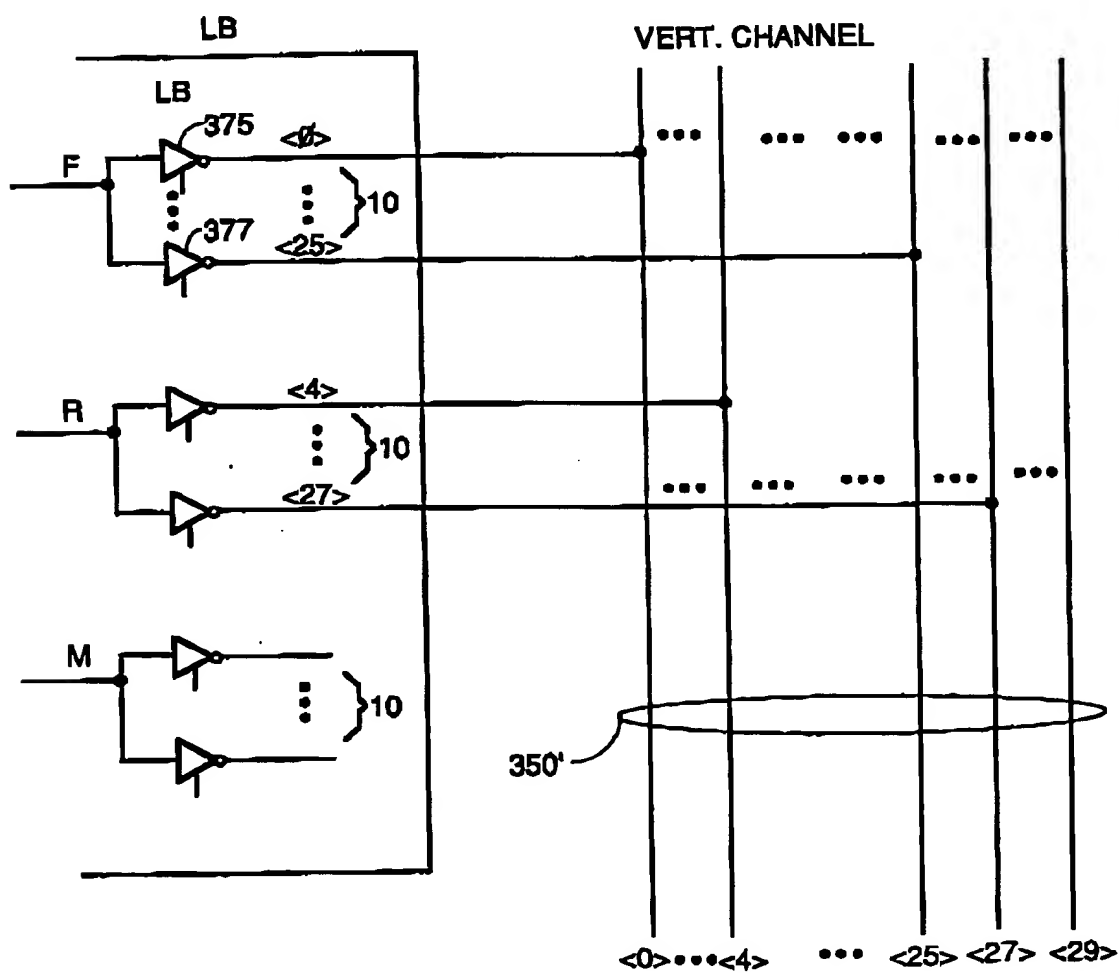 LB
VERT. CHANNEL
LB
375
<Ø>
F
10
377
<25>
<4>
R
10
<27>
M
10
350'
<0> ••• <4> ••• <25> <27> <29>